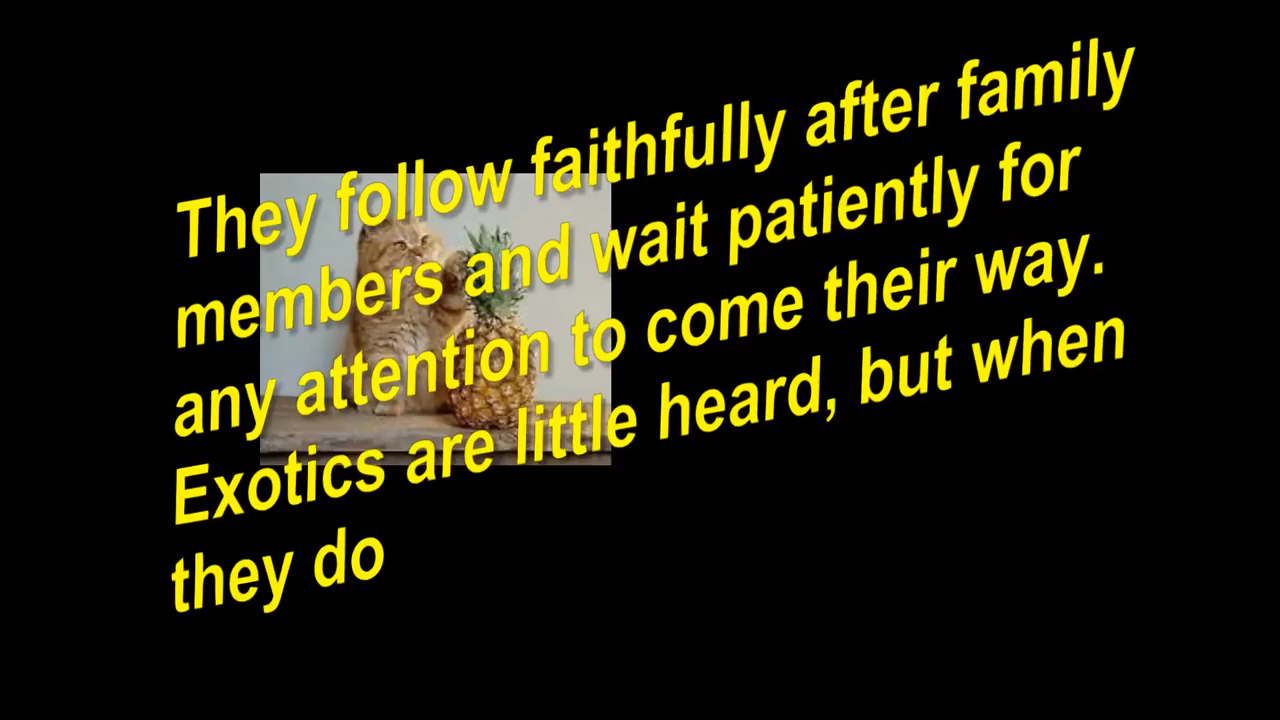 They follow faithfully after family
members and wait patiently for
any attention to come their way.
Exotics are little heard, but when
they do